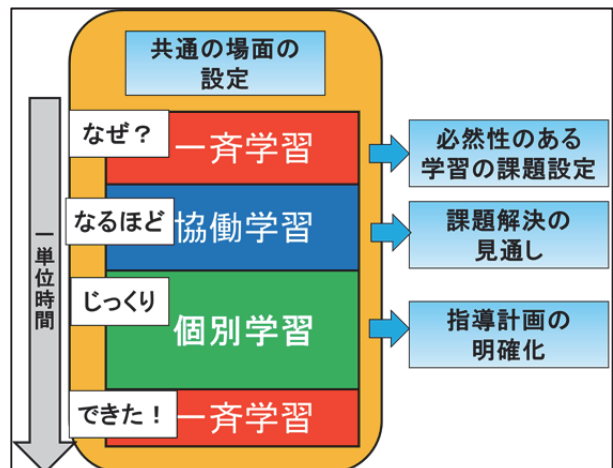 共通の場面の
設定
なぜ？
一斉学習
必然性のある
学習の課題設定
なるほど
協働学習
課題解決の
見通し
じっくり
個別学習
指導計画の
明確化
できた！
一斉学習
一単位時間